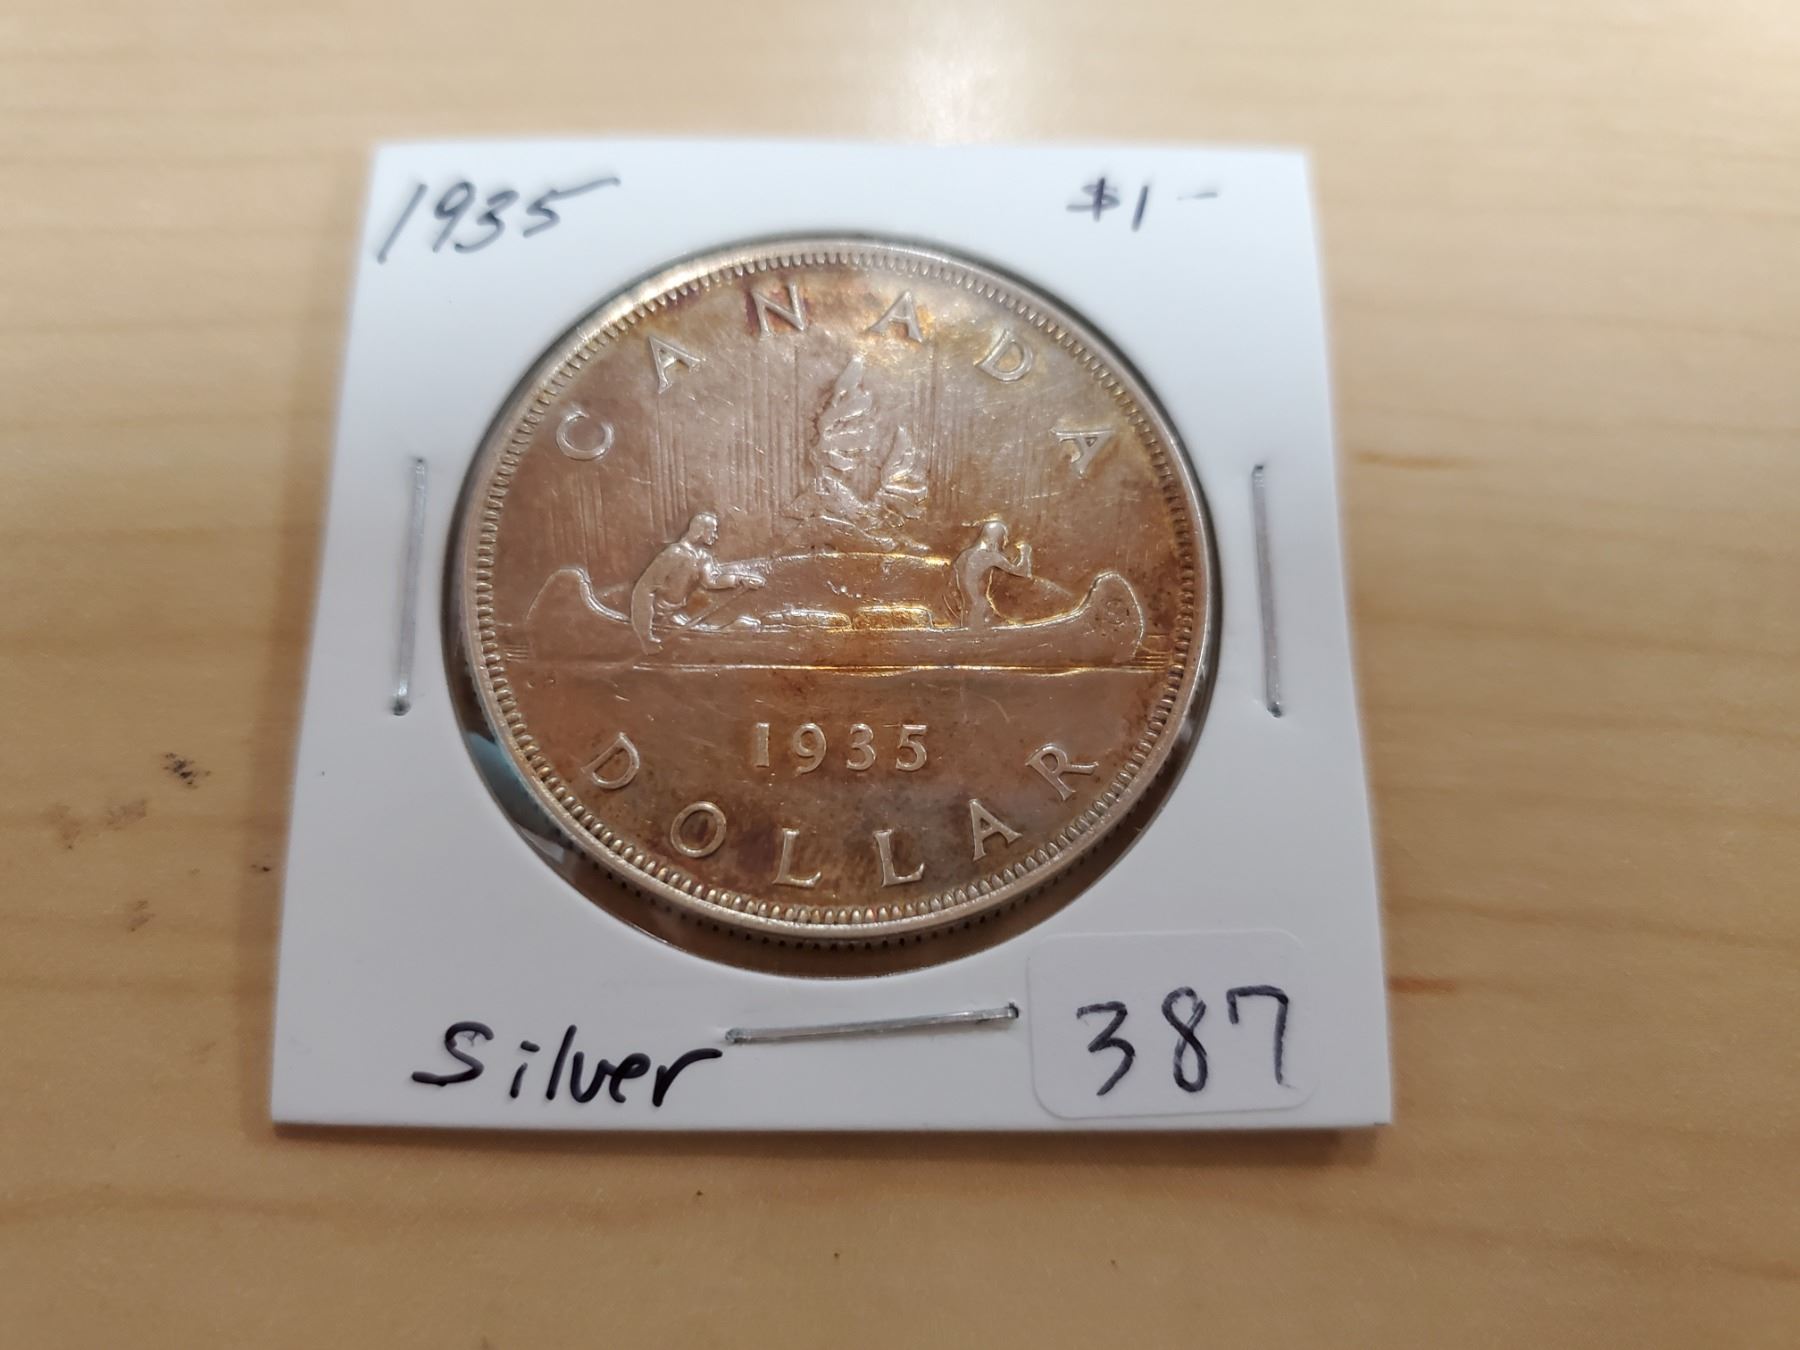 1935 $1-
CANADA
1935
DOLLAR
Silver
387